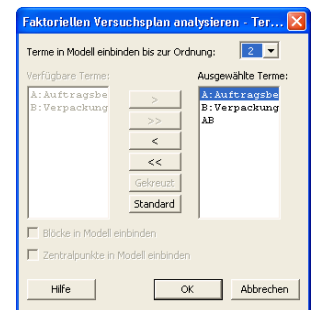 Faktoriellen Versuchsplan analysieren - Ter...
Terme in Modell einbinden bis zur Ordnung: 2
Verfügbare Terme: Ausgewählte Terme:
A:Auftragsbe > A:Auftragsbe
B:Verpackung >> B:Verpackung
< AB
<<
Gekreuzt
Standard
Blöcke in Modell einbinden
Zentralpunkte in Modell einbinden
Hilfe OK Abbrechen